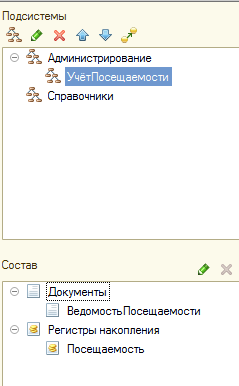 Подсистемы
Администрирование
УчётПосещаемости
Справочники
Состав
Документы
ВедомостьПосещаемости
Регистры накопления
Посещаемость